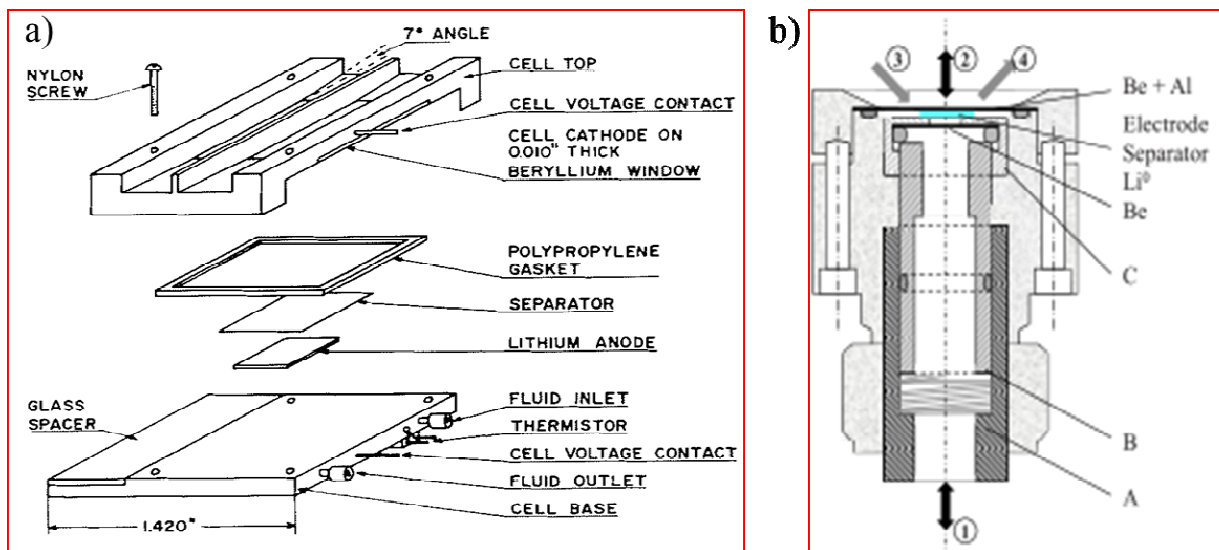 a)
7° ANGLE
NYLON
SCREW
CELL TOP
CELL VOLTAGE CONTACT
CELL CATHODE ON
0.010" THICK
BERYLLIUM WINDOW
POLYPROPYLENE
GASKET
SEPARATOR
LITHIUM ANODE
GLASS
SPACER
FLUID INLET
THERMISTOR
CELL VOLTAGE CONTACT
FLUID OUTLET
CELL BASE
1.420"
b)
3
2
4
Be + Al
Electrode
Separator
Li⁰
Be
C
B
A
1